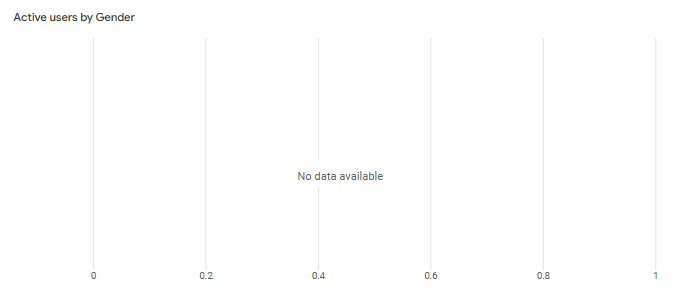 Active users by Gender
No data available
0 0.2 0.4 0.6 0.8 1